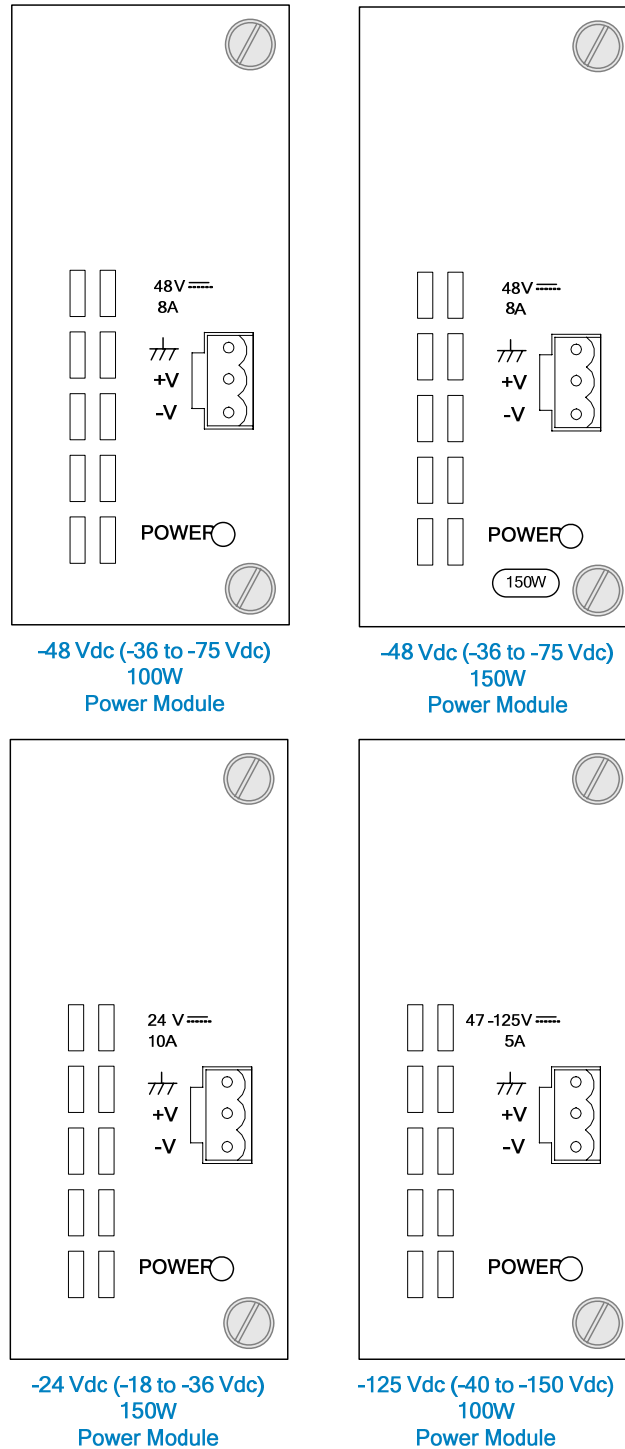 48V
8A
+V
-V
POWER
-48 Vdc (-36 to -75 Vdc)
100W
Power Module
48V
8A
+V
-V
POWER
150W
-48 Vdc (-36 to -75 Vdc)
150W
Power Module
24 V
10A
+V
-V
POWER
-24 Vdc (-18 to -36 Vdc)
150W
Power Module
47-125V
5A
+V
-V
POWER
-125 Vdc (-40 to -150 Vdc)
100W
Power Module